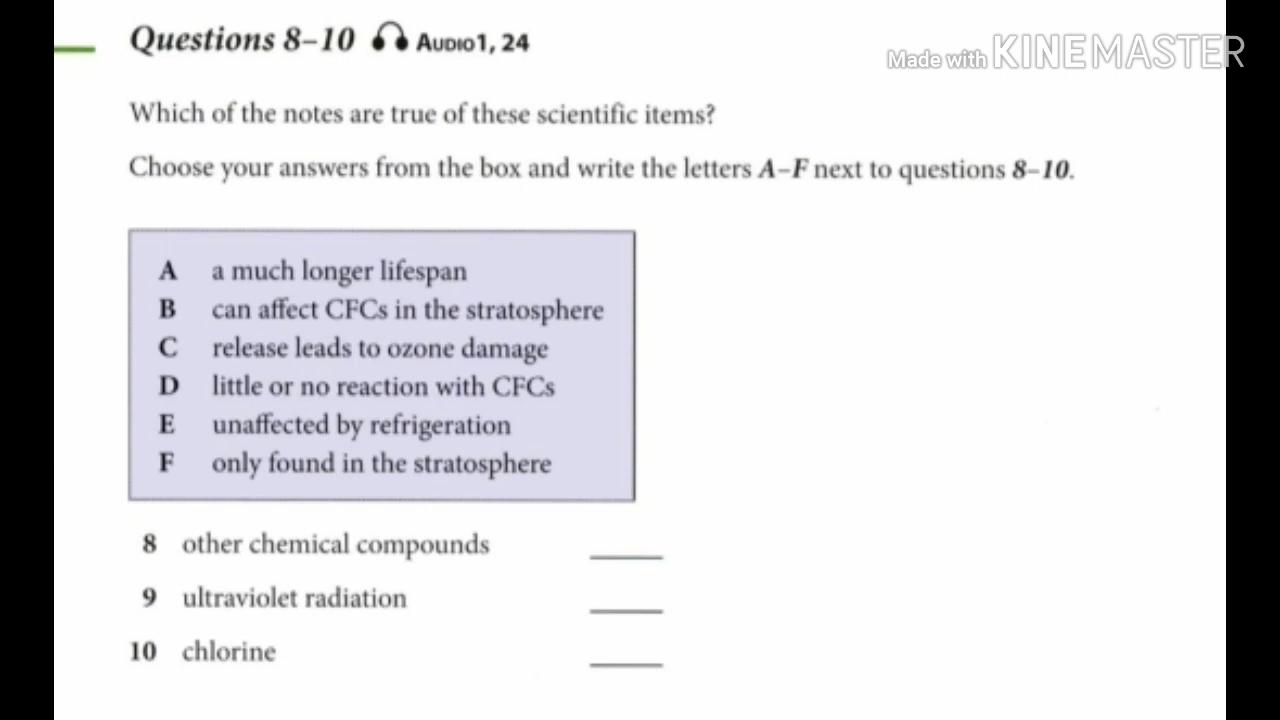 Questions 8–10 AUDIO1, 24
Made with KINEMASTER
Which of the notes are true of these scientific items?
Choose your answers from the box and write the letters A–F next to questions 8–10.
A a much longer lifespan
B can affect CFCs in the stratosphere
C release leads to ozone damage
D little or no reaction with CFCs
E unaffected by refrigeration
F only found in the stratosphere
8 other chemical compounds
9 ultraviolet radiation
10 chlorine